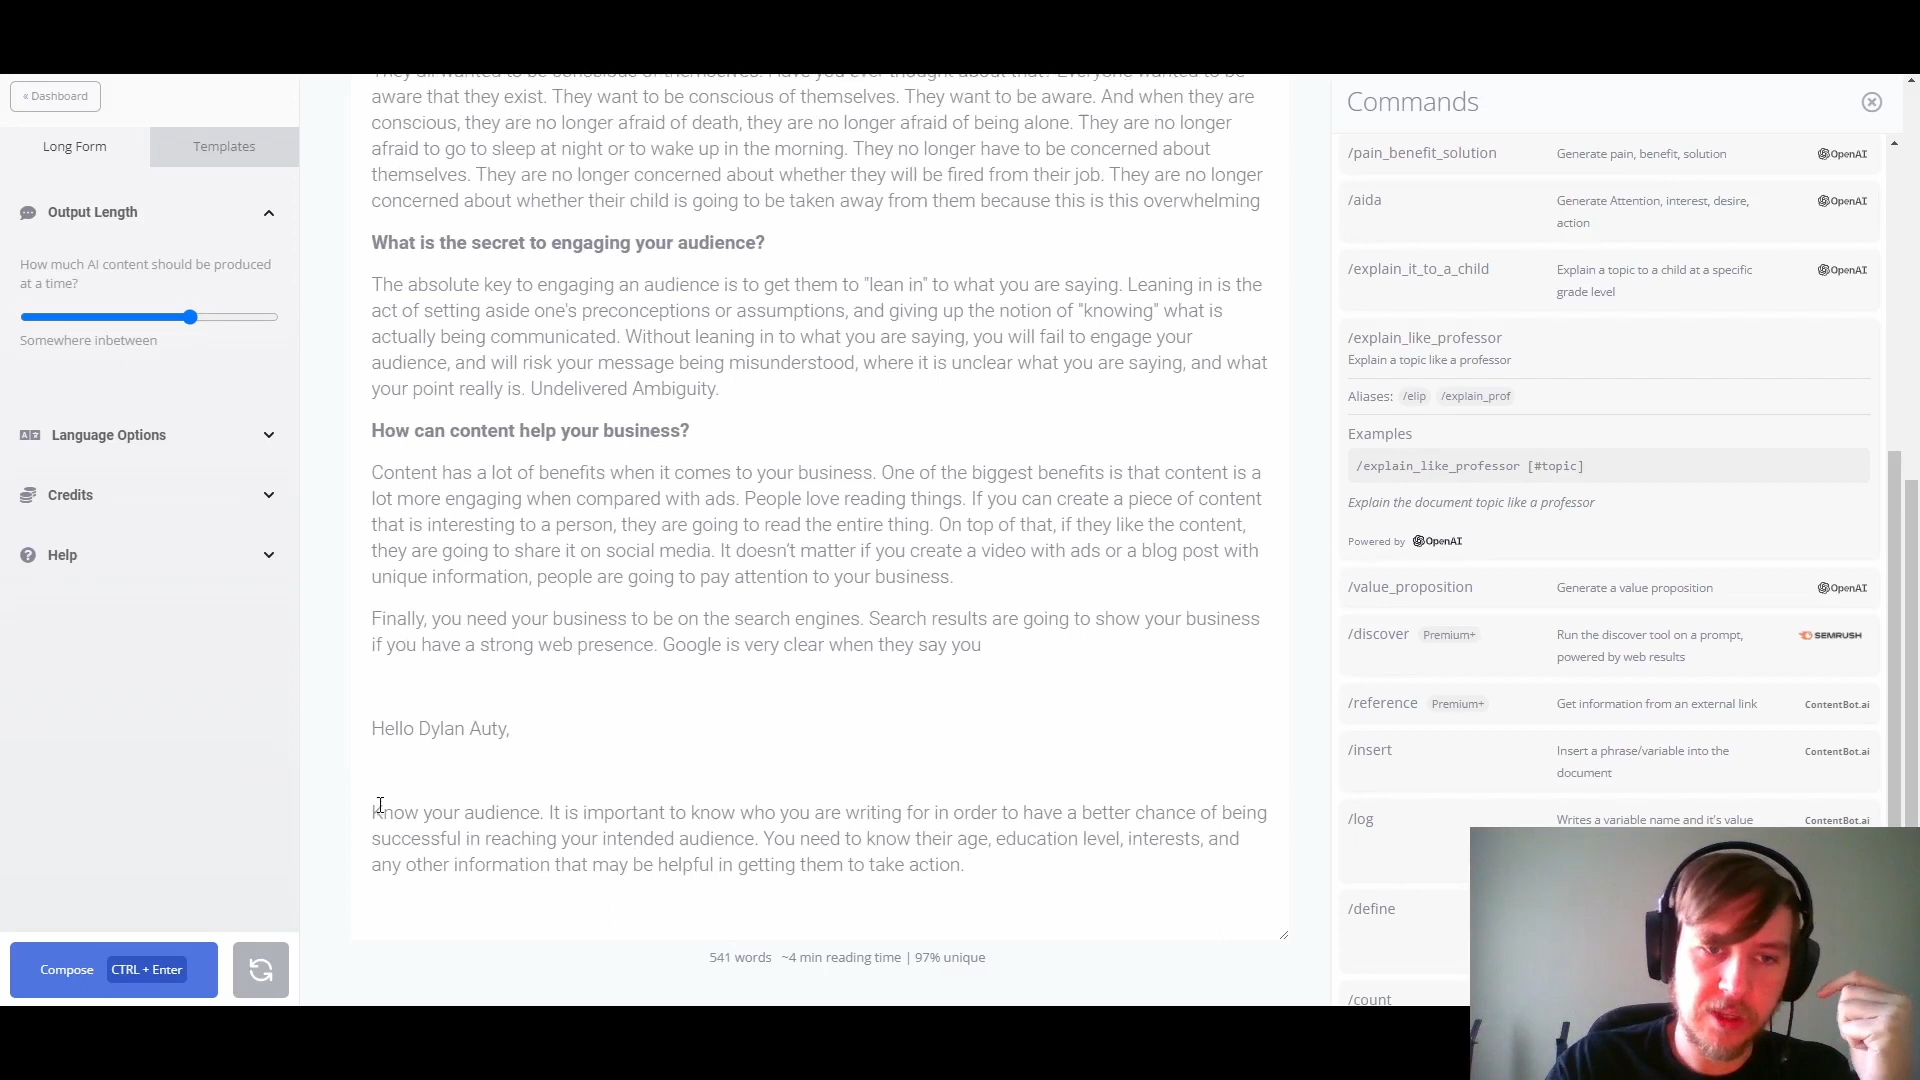 « Dashboard
Long Form
Templates
Output Length
How much AI content should be produced
at a time?
Somewhere inbetween
Language Options
Credits
Help
Compose CTRL + Enter
They all wanted to be conscious of themselves. Have you ever thought about that? Everyone wanted to be
aware that they exist. They want to be conscious of themselves. They want to be aware. And when they are
conscious, they are no longer afraid of death, they are no longer afraid of being alone. They are no longer
afraid to go to sleep at night or to wake up in the morning. They no longer have to be concerned about
themselves. They are no longer concerned about whether they will be fired from their job. They are no longer
concerned about whether their child is going to be taken away from them because this is this overwhelming
What is the secret to engaging your audience?
The absolute key to engaging an audience is to get them to "lean in" to what you are saying. Leaning in is the
act of setting aside one's preconceptions or assumptions, and giving up the notion of "knowing" what is
actually being communicated. Without leaning in to what you are saying, you will fail to engage your
audience, and will risk your message being misunderstood, where it is unclear what you are saying, and what
your point really is. Undelivered Ambiguity.
How can content help your business?
Content has a lot of benefits when it comes to your business. One of the biggest benefits is that content is a
lot more engaging when compared with ads. People love reading things. If you can create a piece of content
that is interesting to a person, they are going to read the entire thing. On top of that, if they like the content,
they are going to share it on social media. It doesn’t matter if you create a video with ads or a blog post with
unique information, people are going to pay attention to your business.
Finally, you need your business to be on the search engines. Search results are going to show your business
if you have a strong web presence. Google is very clear when they say you
Hello Dylan Auty,
Know your audience. It is important to know who you are writing for in order to have a better chance of being
successful in reaching your intended audience. You need to know their age, education level, interests, and
any other information that may be helpful in getting them to take action.
541 words ~4 min reading time | 97% unique
Commands
/pain_benefit_solution Generate pain, benefit, solution OpenAI
/aida Generate Attention, interest, desire, OpenAI
action
/explain_it_to_a_child Explain a topic to a child at a specific OpenAI
grade level
/explain_like_professor
Explain a topic like a professor
Aliases: /elip /explain_prof
Examples
/explain_like_professor [#topic]
Explain the document topic like a professor
Powered by OpenAI
/value_proposition Generate a value proposition OpenAI
/discover Premium+ Run the discover tool on a prompt, SEMRUSH
powered by web results
/reference Premium+ Get information from an external link ContentBot.ai
/insert Insert a phrase/variable into the ContentBot.ai
document
/log Writes a variable name and it's value ContentBot.ai
/define
/count